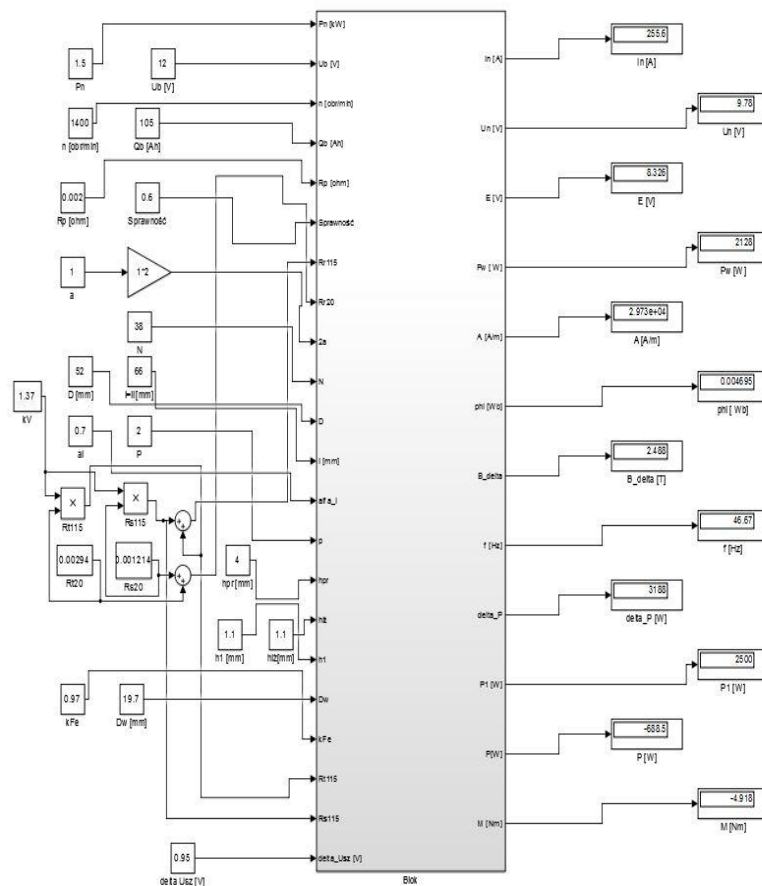 1.5
Pn
12
Ub [V]
1400
n [obr/min]
105
Qb [Ah]
0.002
Rp [ohm]
0.6
Sprawność
1
a
1*2
38
N
1.37
kV
52
D [mm]
66
0.7
2
P
×
Rt115
×
Rs115
0.00294
Rt20
0.001214
Rs20
4
hpr [mm]
1.1
h1 [mm]
1.1
hlz[mm]
0.97
kFe
19.7
Dw [mm]
0.95
delta Usz [V]
Pn [kW]
Ub [V]
n [obr/min]
Qb [Ah]
Rp [ohm]
Sprawność
Rr115
Rr20
2a
N
D
l [mm]
alfa_i
p
hpr
hlz
h1
Dw
kFe
Rt115
Rs115
delta_Usz [V]
In [A]
Un [V]
E [V]
Pw [ W]
A [A/m]
phi [Wb]
B_delta
f [Hz]
delta_P
P1 [W]
P[W]
M [Nm]
Blok
255.6
In [A]
9.78
Un [V]
8.326
E [V]
2128
Pw [W]
2.973e+04
A [A/m]
0.004695
phi [ Wb]
2.488
B_delta [T]
46.67
f [Hz]
3188
delta_P [W]
2500
P1 [W]
-688.5
P [W]
-4.918
M [Nm]